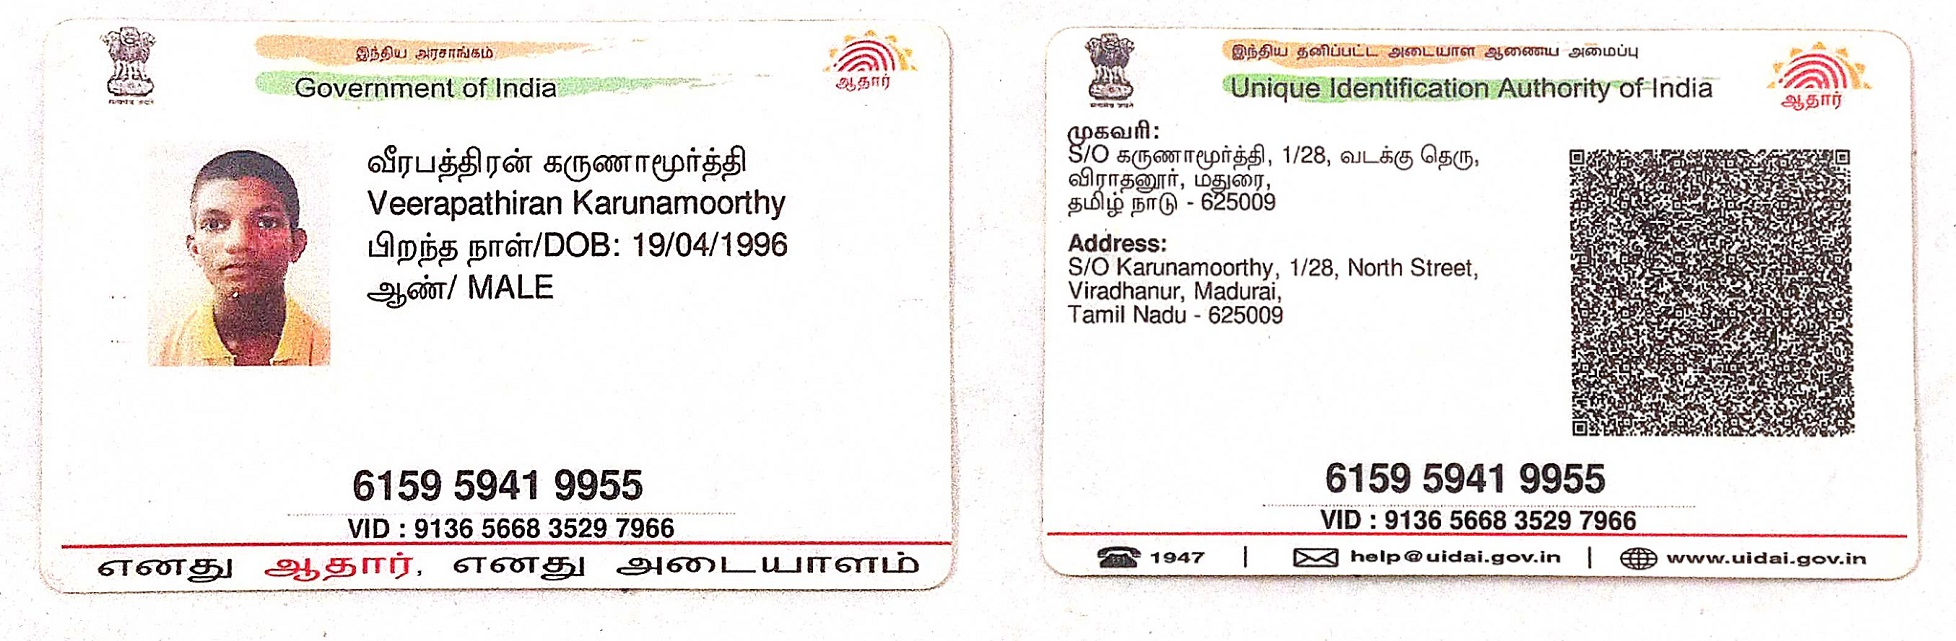 இந்திய அரசாங்கம்
Government of India
ஆதார்
வீரபத்திரன் கருணாமூர்த்தி
Veerapathiran Karunamoorthy
பிறந்த நாள்/DOB: 19/04/1996
ஆண்/ MALE
6159 5941 9955
VID : 9136 5668 3529 7966
எனது ஆதார், எனது அடையாளம்
இந்திய தனிப்பட்ட அடையாள ஆணைய அமைப்பு
Unique Identification Authority of India
ஆதார்
முகவரி:
S/O கருணாமூர்த்தி, 1/28, வடக்கு தெரு,
விராதனூர், மதுரை,
தமிழ் நாடு - 625009
Address:
S/O Karunamoorthy, 1/28, North Street,
Viradhanur, Madurai,
Tamil Nadu - 625009
6159 5941 9955
VID : 9136 5668 3529 7966
1947 | help@uidai.gov.in | www.uidai.gov.in